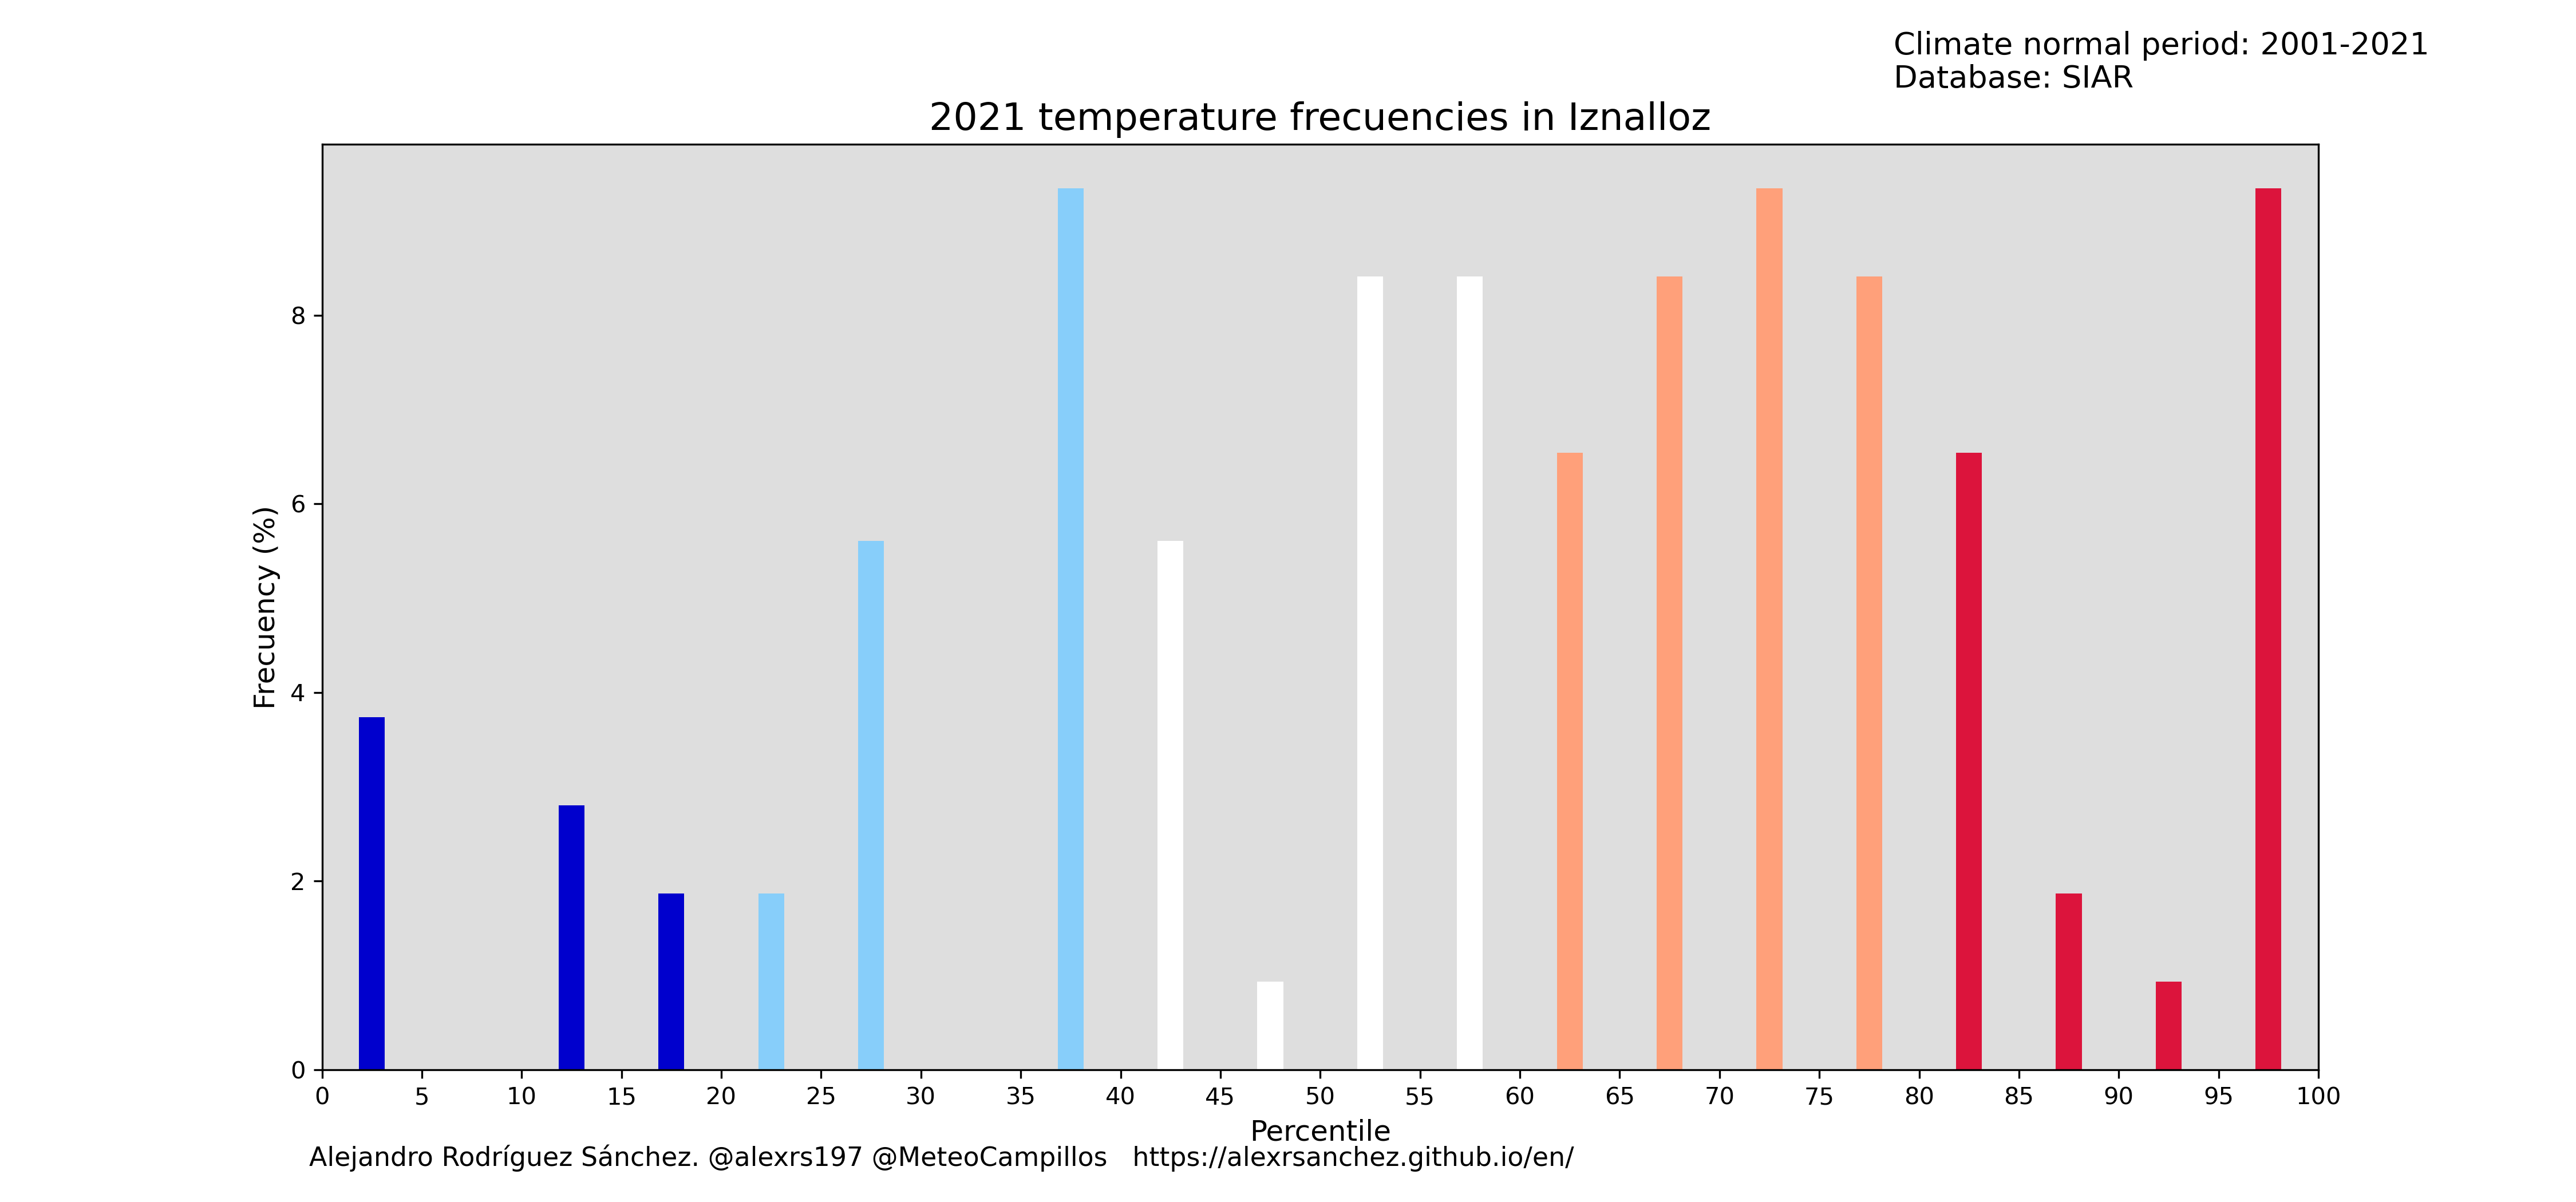 Climate normal period: 2001-2021
Database: SIAR
2021 temperature frecuencies in Iznalloz
Frecuency (%)
8
6
4
2
0
0 5 10 15 20 25 30 35 40 45 50 55 60 65 70 75 80 85 90 95 100
Percentile
Alejandro Rodríguez Sánchez. @alexrs197 @MeteoCampillos https://alexrsanchez.github.io/en/